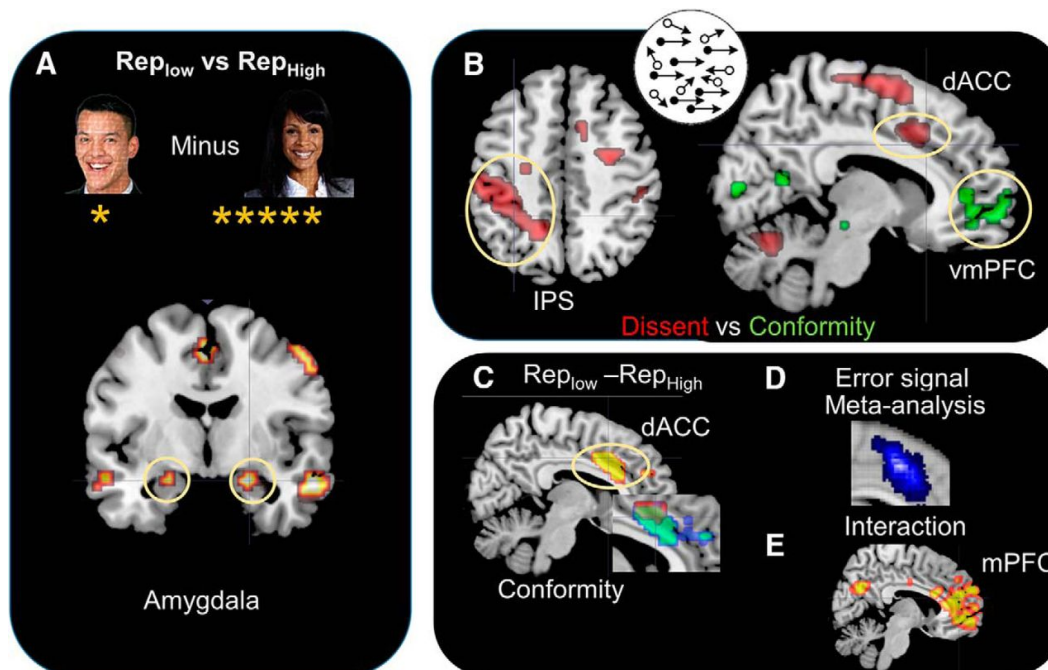 A
Rep_low vs Rep_High
Minus
*
*****
Amygdala
B
dACC
IPS
vmPFC
Dissent vs Conformity
C
Rep_low –Rep_High
dACC
Conformity
D
Error signal
Meta-analysis
Interaction
E
mPFC